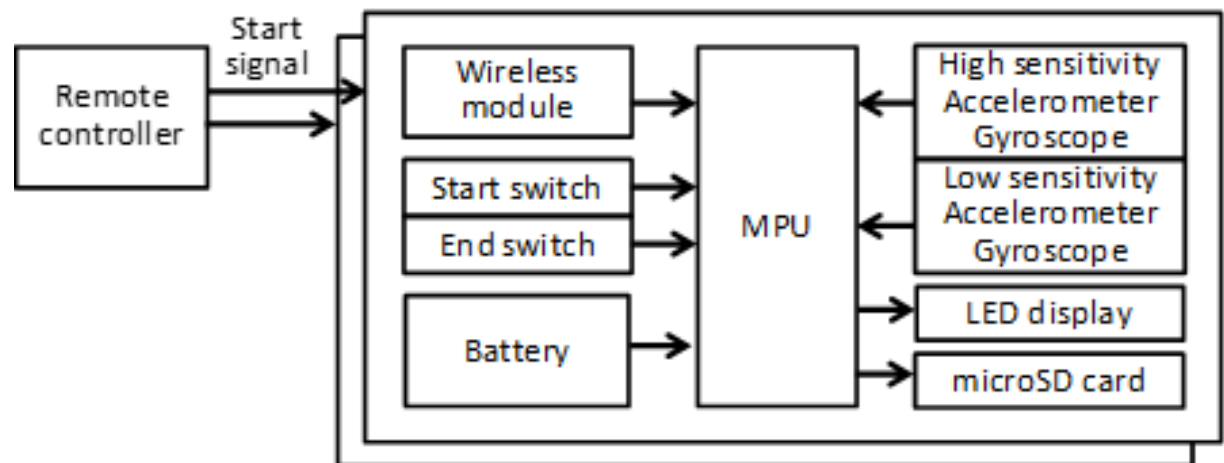 Start
signal
Remote
controller
Wireless
module
Start switch
End switch
Battery
MPU
High sensitivity
Accelerometer
Gyroscope
Low sensitivity
Accelerometer
Gyroscope
LED display
microSD card